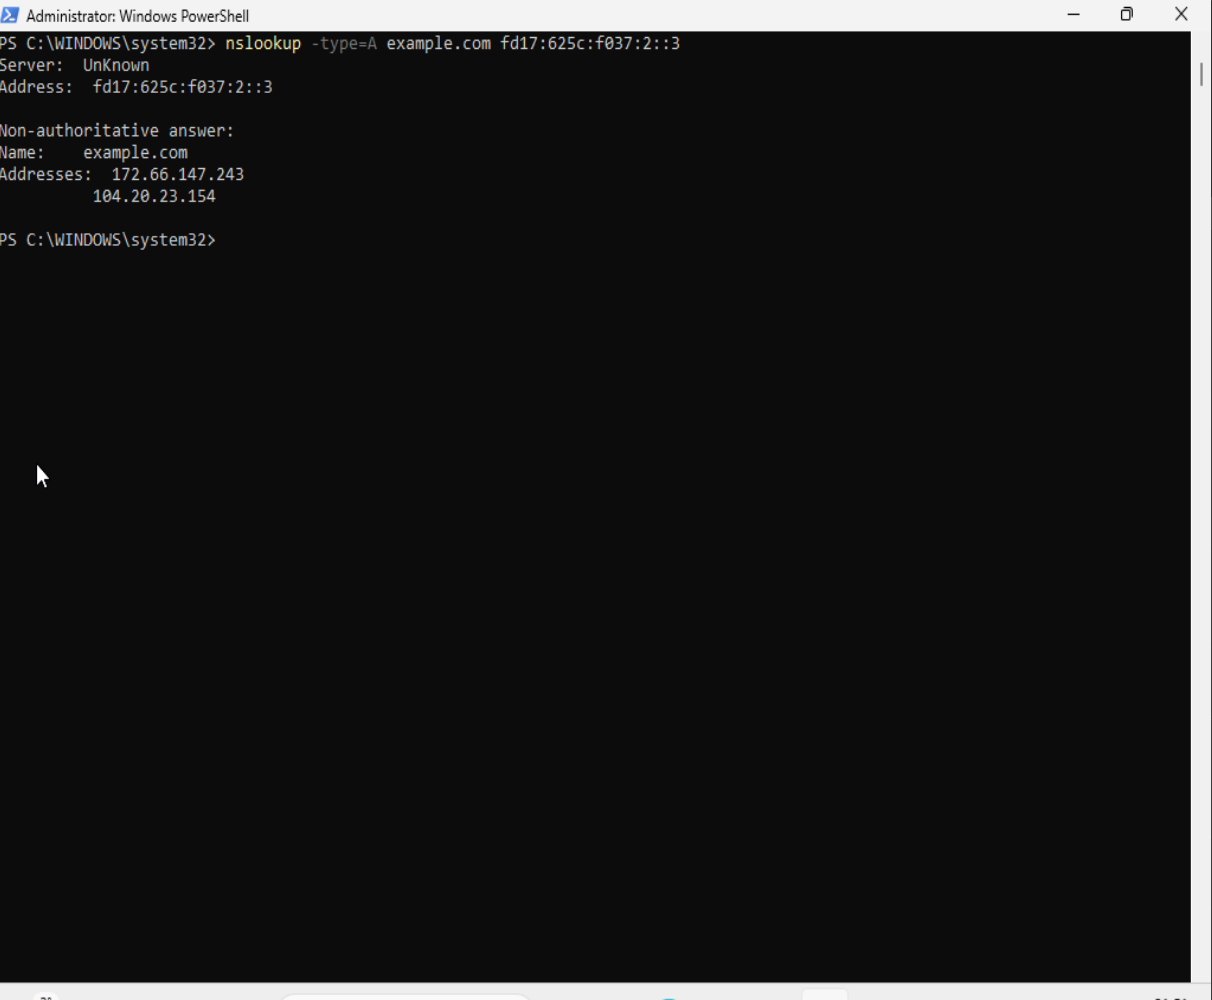 Administrator: Windows PowerShell
PS C:\WINDOWS\system32> nslookup -type=A example.com fd17:625c:f037:2::3
Server:  UnKnown
Address:  fd17:625c:f037:2::3
Non-authoritative answer:
Name:    example.com
Addresses:  172.66.147.243
104.20.23.154
PS C:\WINDOWS\system32>